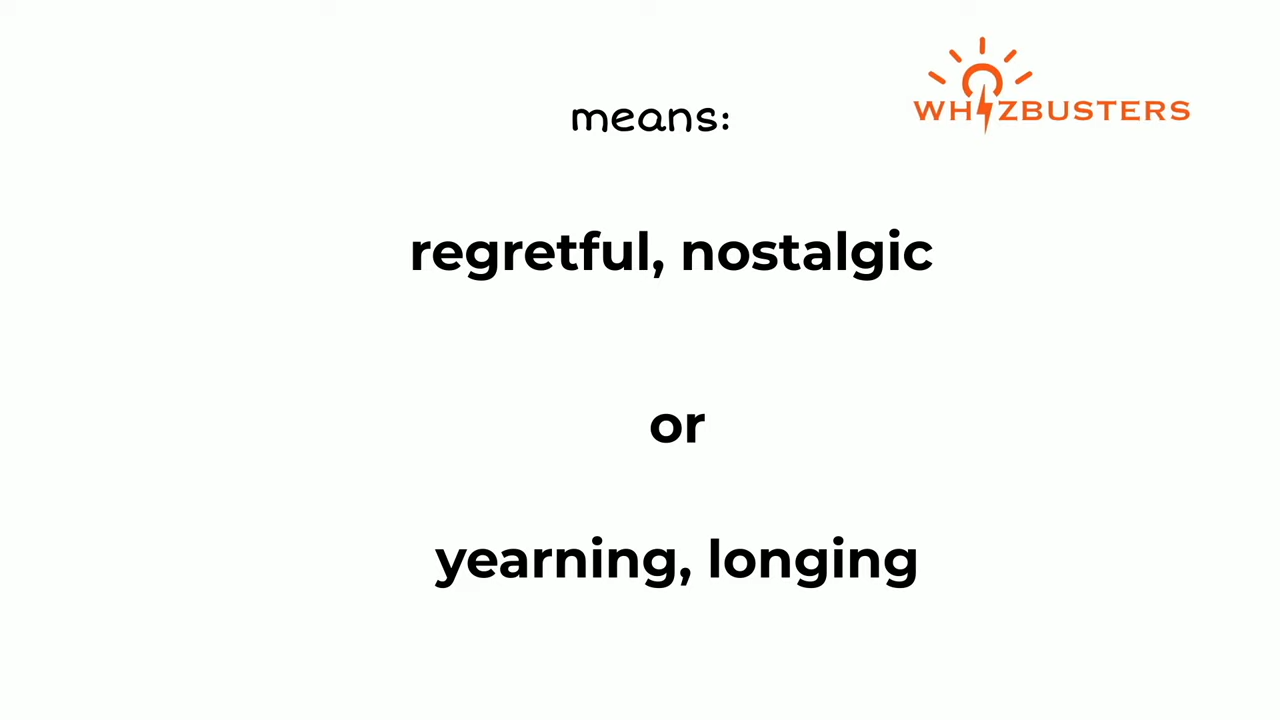 WHIZBUSTERS
means:
regretful, nostalgic
or
yearning, longing